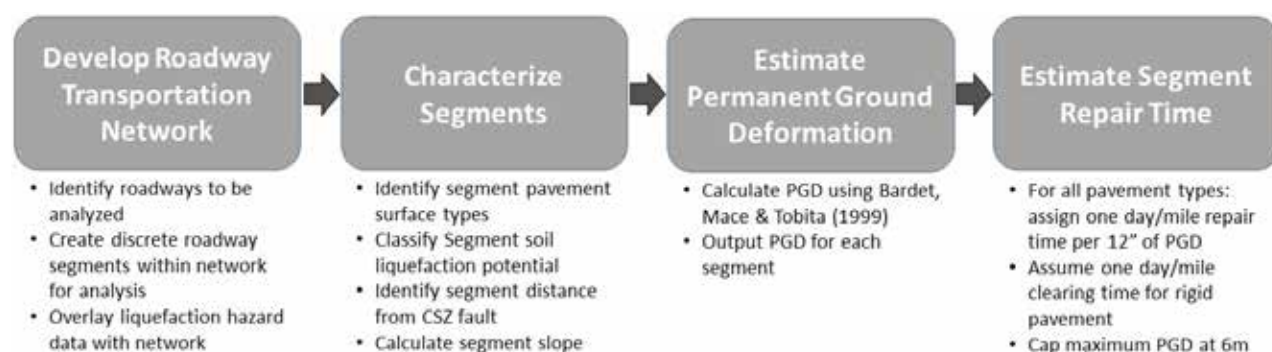 Develop Roadway
Transportation
Network
• Identify roadways to be
analyzed
• Create discrete roadway
segments within network
for analysis
• Overlay liquefaction hazard
data with network
Characterize
Segments
• Identify segment pavement
surface types
• Classify Segment soil
liquefaction potential
• Identify segment distance
from CSZ fault
• Calculate segment slope
Estimate
Permanent Ground
Deformation
• Calculate PGD using Bardet,
Mace & Tobita (1999)
• Output PGD for each
segment
Estimate Segment
Repair Time
• For all pavement types:
assign one day/mile repair
time per 12" of PGD
• Assume one day/mile
clearing time for rigid
pavement
• Cap maximum PGD at 6m